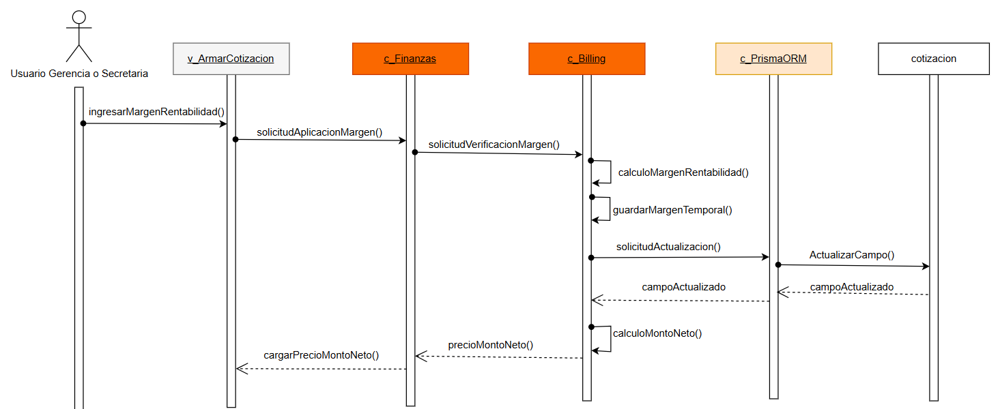 Usuario Gerencia o Secretaria
v_ArmarCotizacion
c_Finanzas
c_Billing
c_PrismaORM
cotizacion
ingresarMargenRentabilidad()
solicitudAplicacionMargen()
solicitudVerificacionMargen()
calculoMargenRentabilidad()
guardarMargenTemporal()
solicitudActualizacion()
ActualizarCampo()
campoActualizado
campoActualizado
calculoMontoNeto()
precioMontoNeto()
cargarPrecioMontoNeto()